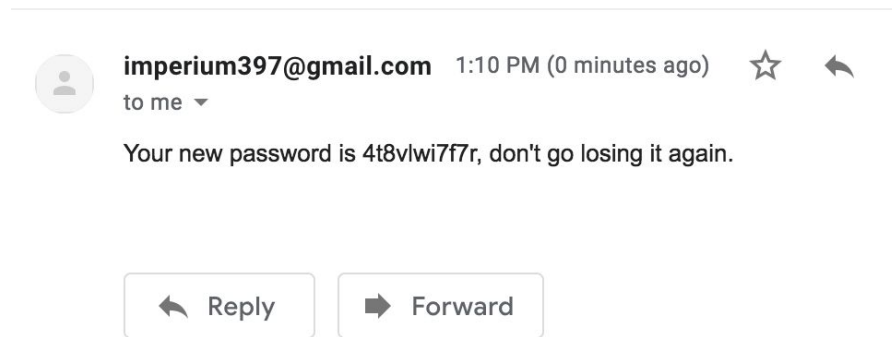 imperium397@gmail.com 1:10 PM (0 minutes ago)
to me
Your new password is 4t8vlwi7f7r, don't go losing it again.
Reply Forward